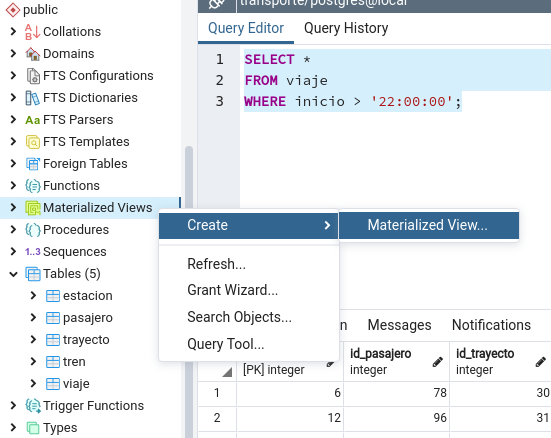 public
Collations
Domains
FTS Configurations
FTS Dictionaries
Aa FTS Parsers
FTS Templates
Foreign Tables
Functions
Materialized Views
Procedures
1..3 Sequences
Tables (5)
estacion
pasajero
trayecto
tren
viaje
Trigger Functions
Types
transporte/postgres@local
Query Editor Query History
1 SELECT *
2 FROM viaje
3 WHERE inicio > '22:00:00';
Create
Materialized View...
Refresh...
Grant Wizard...
Search Objects...
Query Tool...
n Messages Notifications
[PK] integer
id_pasajero
integer
id_trayecto
integer
1 6 78 30
2 12 96 31